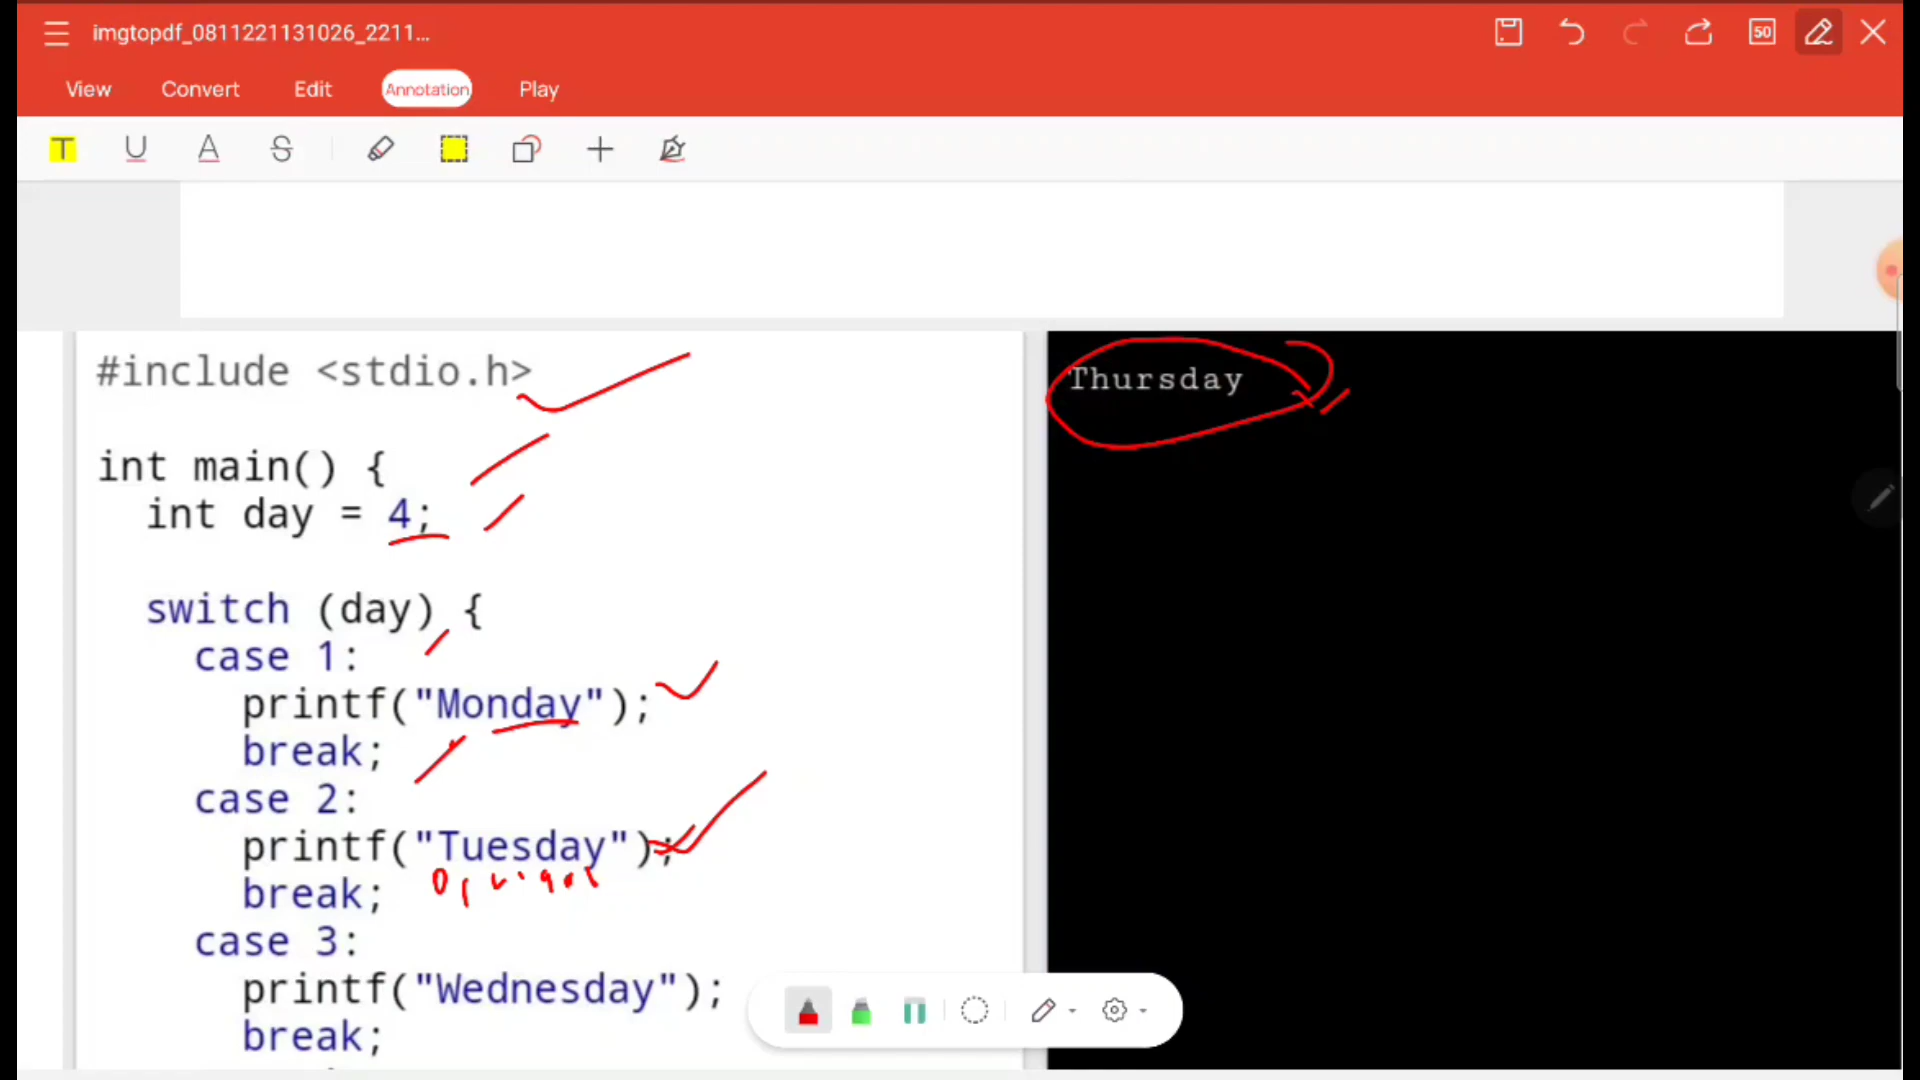 imgtopdf_0811221131026_2211...
50
View Convert Edit Annotation Play
T U A S
#include <stdio.h>
Thursday
int main() {
int day = 4;
switch (day) {
case 1:
printf("Monday");
break;
case 2:
printf("Tuesday");
break;
case 3:
printf("Wednesday");
break;